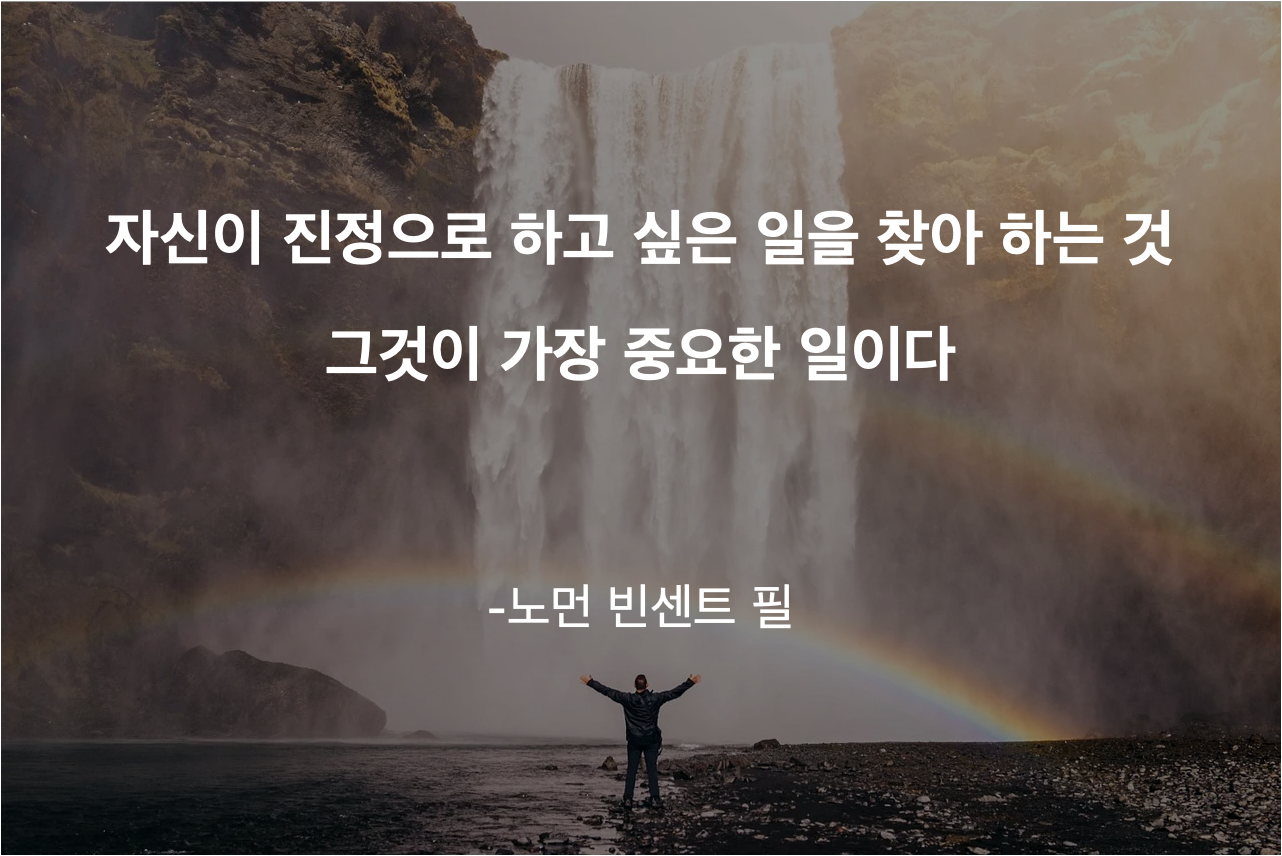 자신이 진정으로 하고 싶은 일을 찾아 하는 것
그것이 가장 중요한 일이다
-노먼 빈센트 필